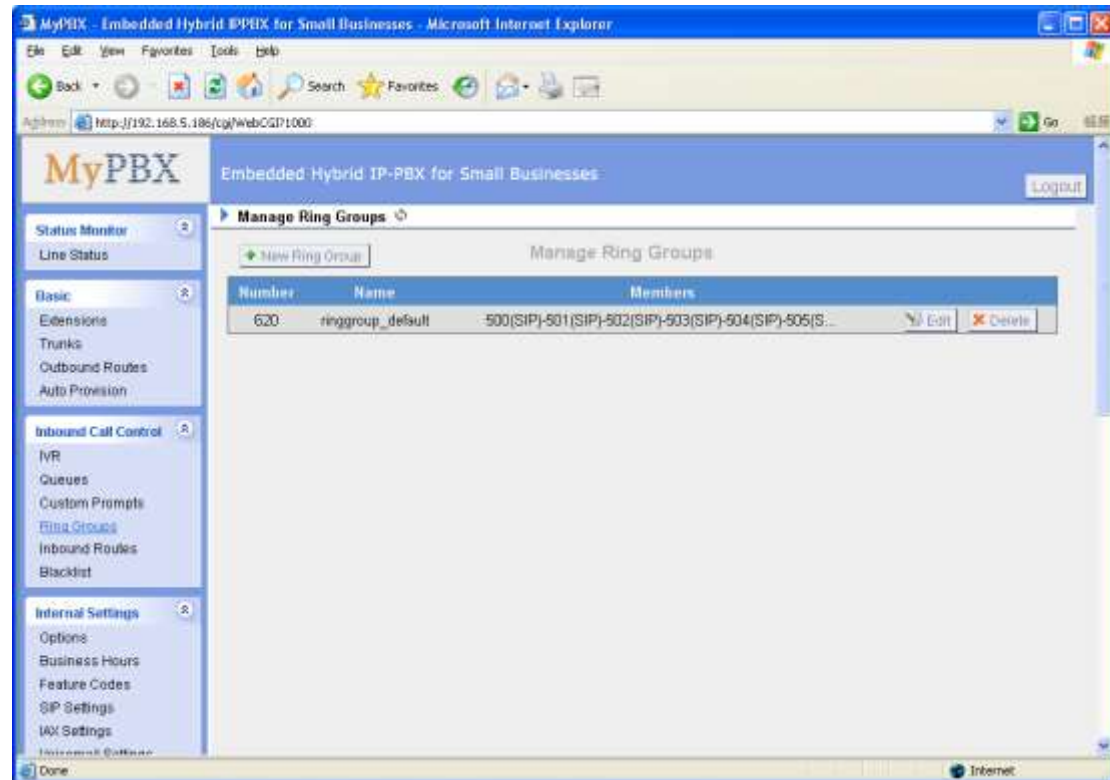 MyPBX - Embedded Hybrid IPPBX for Small Businesses - Microsoft Internet Explorer
File Edit View Favorites Tools Help
Back Search Favorites
Address http://192.168.5.186/cgi/WebCGI?1000 Go
MyPBX
Embedded Hybrid IP-PBX for Small Businesses
Logout
Manage Ring Groups
Status Monitor
Line Status
New Ring Group
Manage Ring Groups
Number Name Members
620 ringgroup_default -500(SIP)-501(SIP)-502(SIP)-503(SIP)-504(SIP)-505(S... Edit Delete
Basic
Extensions
Trunks
Outbound Routes
Auto Provision
Inbound Call Control
IVR
Queues
Custom Prompts
Ring Groups
Inbound Routes
Blacklist
Internal Settings
Options
Business Hours
Feature Codes
SIP Settings
IAX Settings
Voicemail Settings
Done Internet